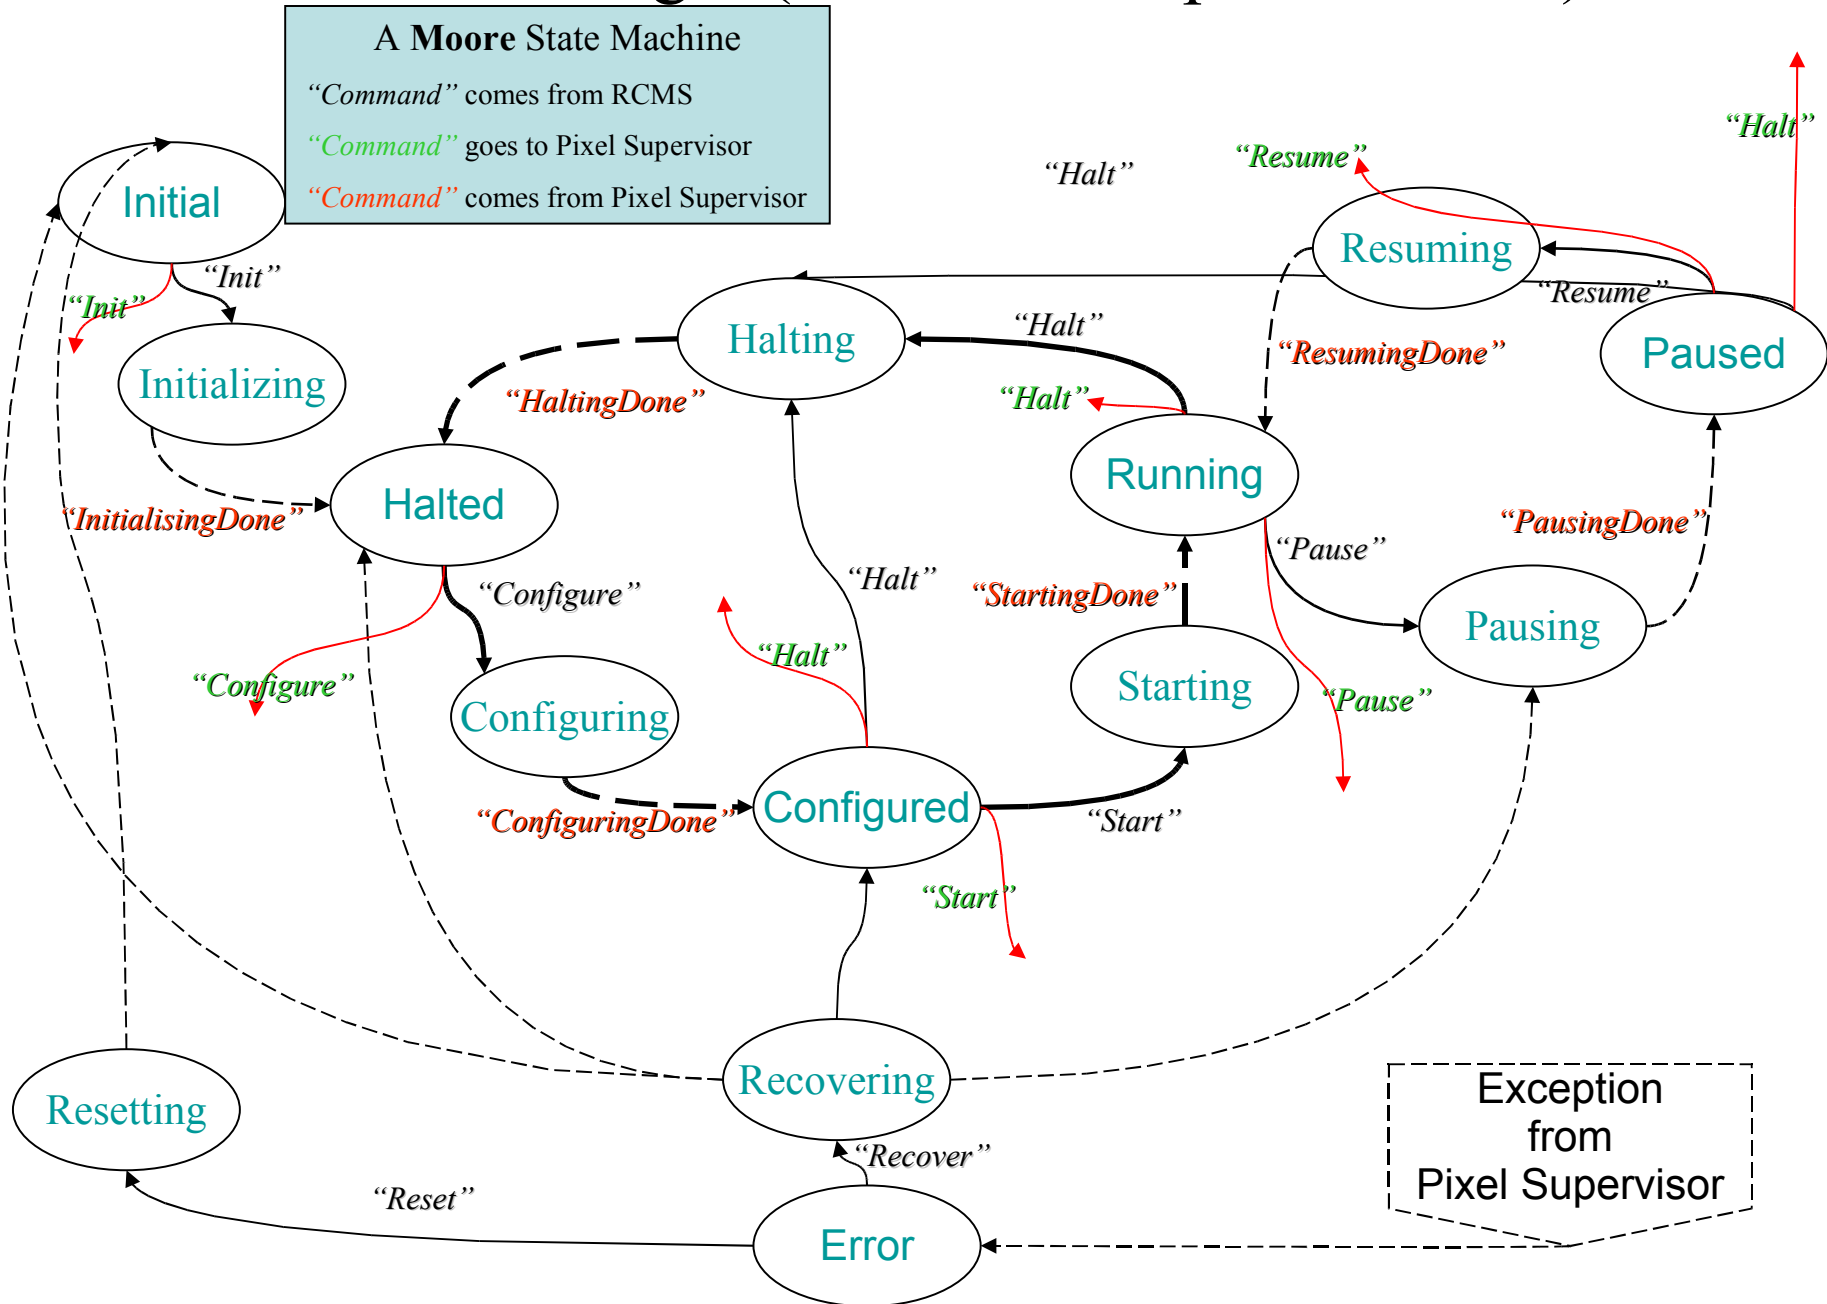 A Moore State Machine
“Command” comes from RCMS
“Command” goes to Pixel Supervisor
“Command” comes from Pixel Supervisor
“Halt”
“Resume”
“Halt”
Initial
Resuming
“Init”
“Init”
“Resume”
Halting
“Halt”
“ResumingDone”
Paused
Initializing
“HaltingDone”
“Halt”
Running
Halted
“InitialisingDone”
“PausingDone”
“Pause”
“Configure”
“Halt”
“StartingDone”
Pausing
“Halt”
“Configure”
Starting
“Pause”
Configuring
“ConfiguringDone”
Configured
“Start”
“Start”
Recovering
Resetting
Exception
from
Pixel Supervisor
“Recover”
“Reset”
Error